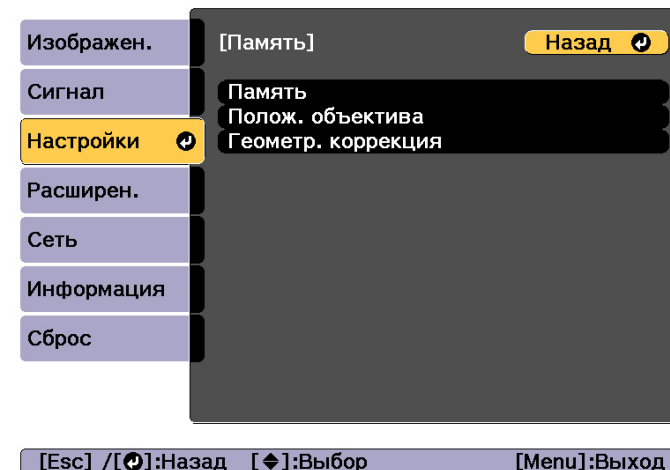 Изображен.
Сигнал
Настройки
Расширен.
Сеть
Информация
Сброс
[Память]
Назад
Память
Полож. объектива
Геометр. коррекция
[Esc] /[]:Назад [◆]:Выбор [Menu]:Выход